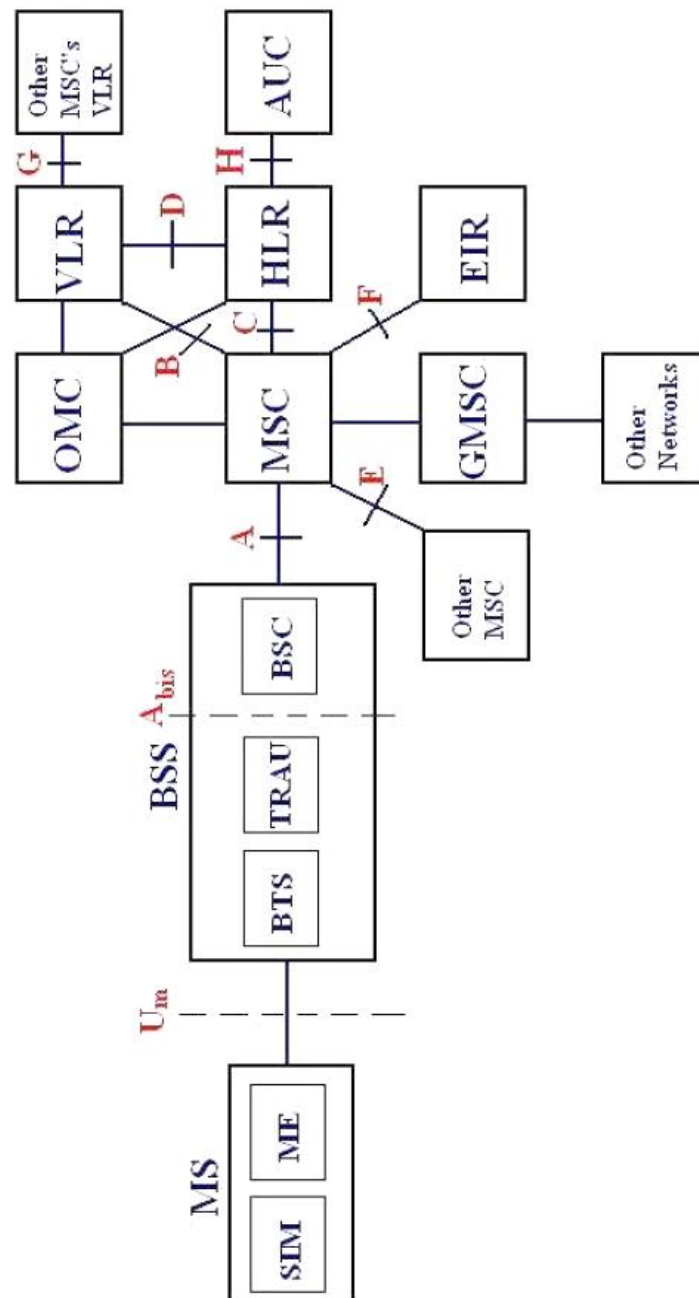 MS
SIM
ME
Um
BSS
BTS
TRAU
BSC
Abis
A
OMC
VLR
G
Other
MSC's
VLR
B
D
MSC
C
HLR
H
AUC
E
F
Other
MSC
GMSC
EIR
Other
Networks